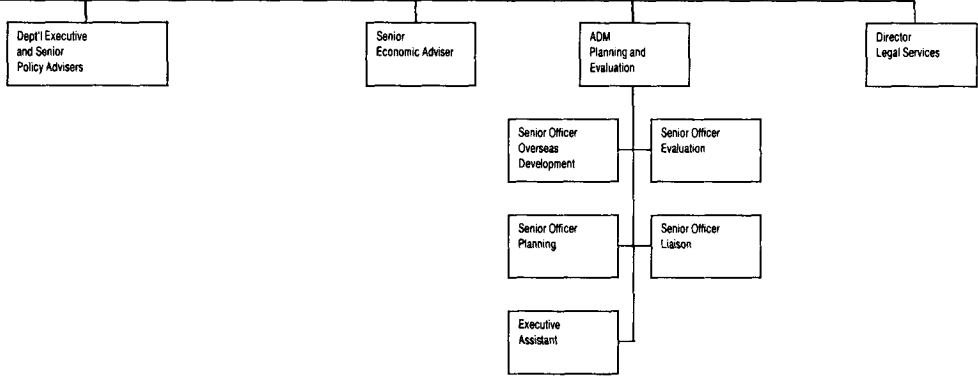 Dept'l Executive
and Senior
Policy Advisers
Senior
Economic Adviser
ADM
Planning and
Evaluation
Director
Legal Services
Senior Officer
Overseas
Development
Senior Officer
Evaluation
Senior Officer
Planning
Senior Officer
Liaison
Executive
Assistant